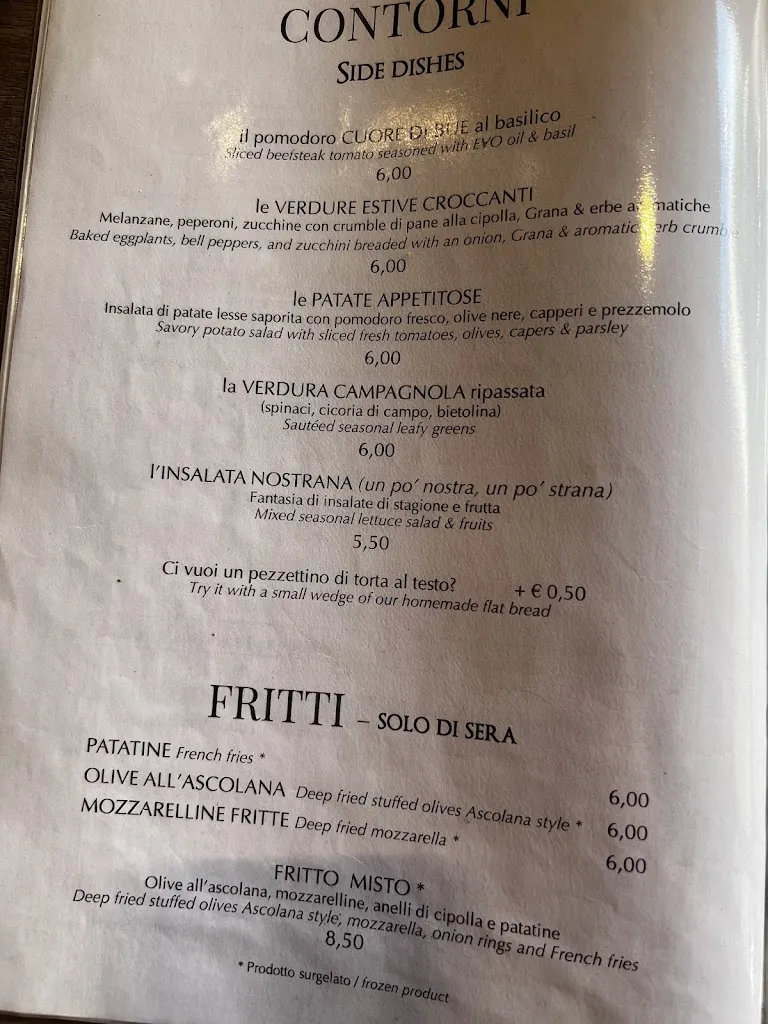 CONTORNI
SIDE DISHES
il pomodoro CUORE DI BUE al basilico
Sliced beefsteak tomato seasoned with EVO oil & basil
6,00
le VERDURE ESTIVE CROCCANTI
Melanzane, peperoni, zucchine con crumble di pane alla cipolla, Grana & erbe aromatiche
Baked eggplants, bell peppers, and zucchini breaded with an onion, Grana & aromatic herb crumble
6,00
le PATATE APPETITOSE
Insalata di patate lesse saporita con pomodoro fresco, olive nere, capperi e prezzemolo
Savory potato salad with sliced fresh tomatoes, olives, capers & parsley
6,00
la VERDURA CAMPAGNOLA ripassata
(spinaci, cicoria di campo, bietolina)
Sautéed seasonal leafy greens
6,00
l'INSALATA NOSTRANA (un po' nostra, un po' strana)
Fantasia di insalate di stagione e frutta
Mixed seasonal lettuce salad & fruits
5,50
Ci vuoi un pezzettino di torta al testo? + € 0,50
Try it with a small wedge of our homemade flat bread
FRITTI – SOLO DI SERA
PATATINE French fries * 6,00
OLIVE ALL'ASCOLANA Deep fried stuffed olives Ascolana style * 6,00
MOZZARELLINE FRITTE Deep fried mozzarella * 6,00
FRITTO MISTO *
Olive all'ascolana, mozzarelline, anelli di cipolla e patatine
Deep fried stuffed olives Ascolana style, mozzarella, onion rings and French fries
8,50
* Prodotto surgelato / frozen product